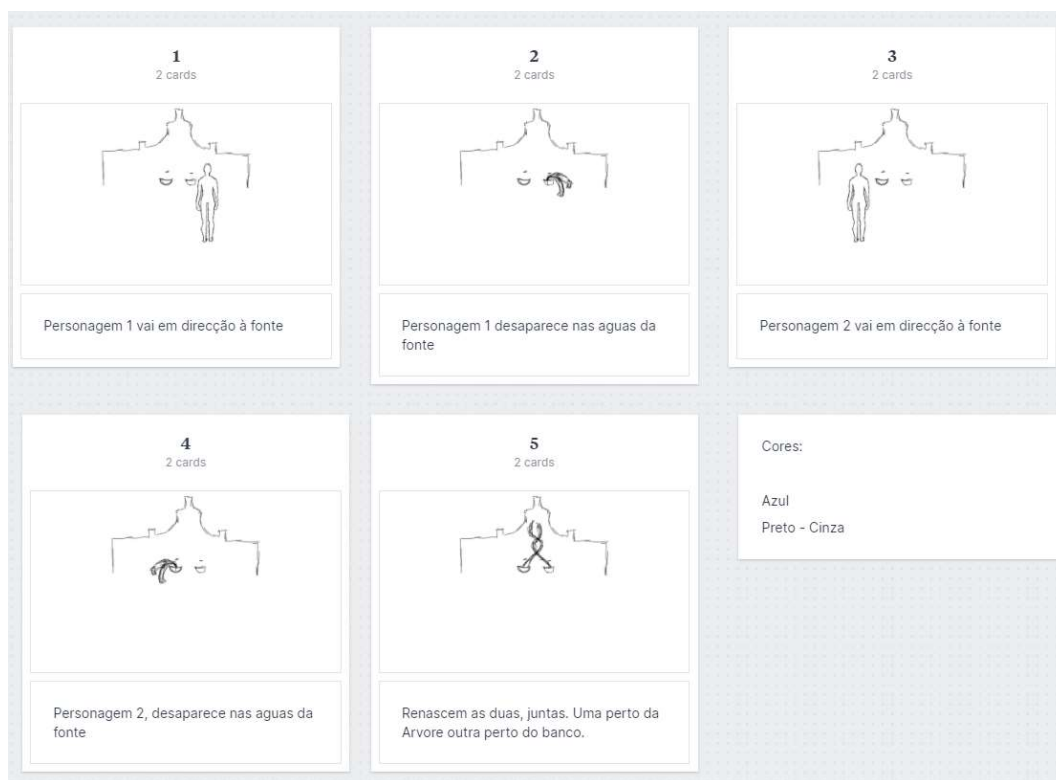 1
2 cards
Personagem 1 vai em direcção à fonte
2
2 cards
Personagem 1 desaparece nas aguas da
fonte
3
2 cards
Personagem 2 vai em direcção à fonte
4
2 cards
Personagem 2, desaparece nas aguas da
fonte
5
2 cards
Renascem as duas, juntas. Uma perto da
Arvore outra perto do banco.
Cores:
Azul
Preto - Cinza